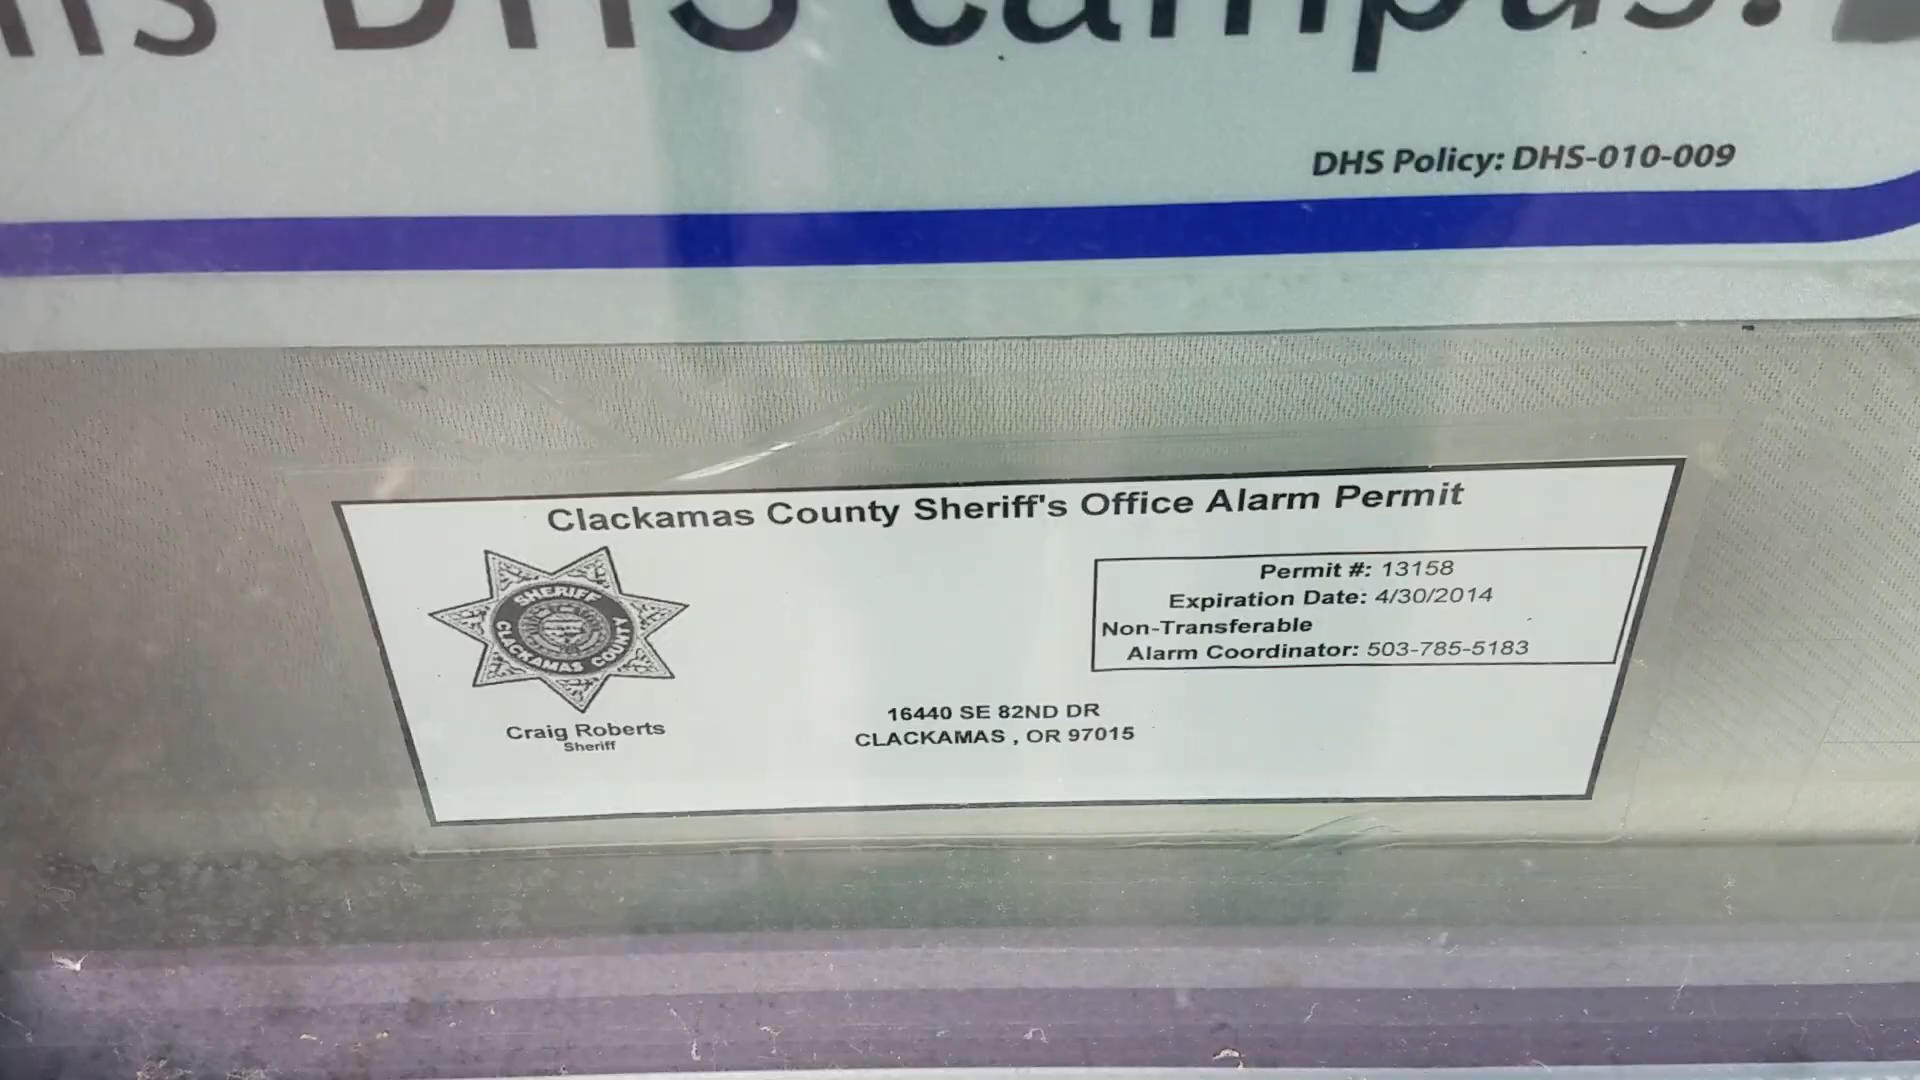 DHS campus.
DHS Policy: DHS-010-009
Clackamas County Sheriff's Office Alarm Permit
SHERIFF
CLACKAMAS COUNTY
Craig Roberts
Sheriff
Permit #: 13158
Expiration Date: 4/30/2014
Non-Transferable
Alarm Coordinator: 503-785-5183
16440 SE 82ND DR
CLACKAMAS , OR 97015